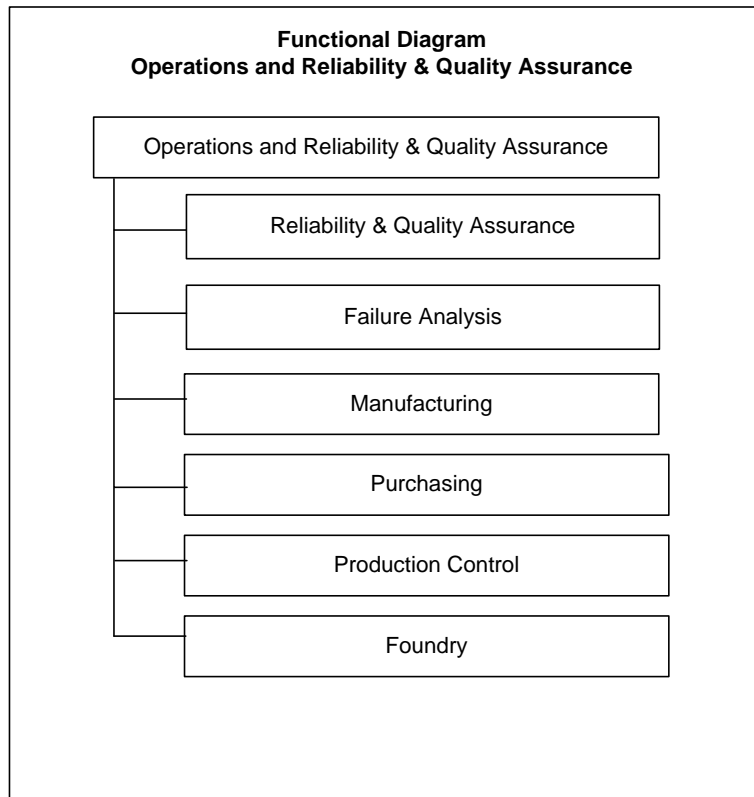 Functional Diagram
Operations and Reliability & Quality Assurance
Operations and Reliability & Quality Assurance
Reliability & Quality Assurance
Failure Analysis
Manufacturing
Purchasing
Production Control
Foundry